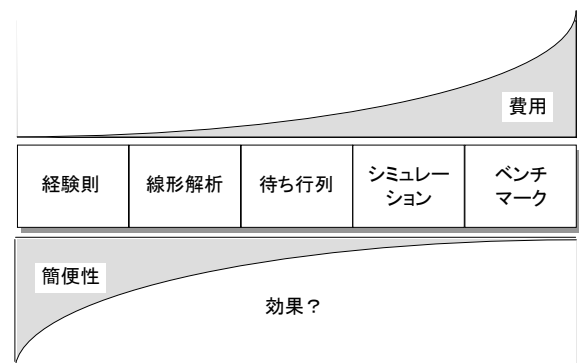 費用
経験則
線形解析
待ち行列
シミュレー
ション
ベンチ
マーク
簡便性
効果？